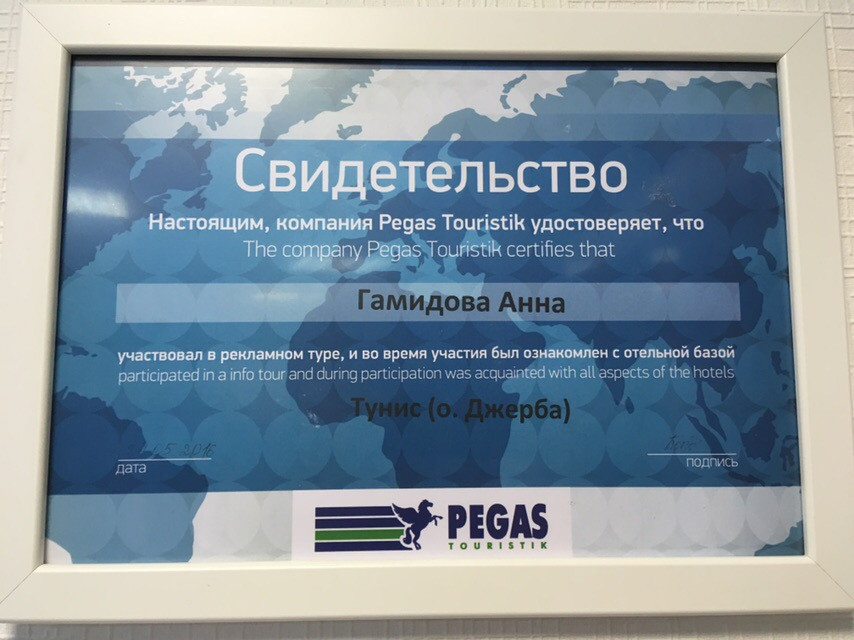 Свидетельство
Настоящим, компания Pegas Touristik удостоверяет, что
The company Pegas Touristik certifies that
Гамидова Анна
участвовал в рекламном туре, и во время участия был ознакомлен с отельной базой
participated in a info tour and during participation was acquainted with all aspects of the hotels
Тунис (о. Джерба)
дата
подпись
PEGAS
TOURISTIK